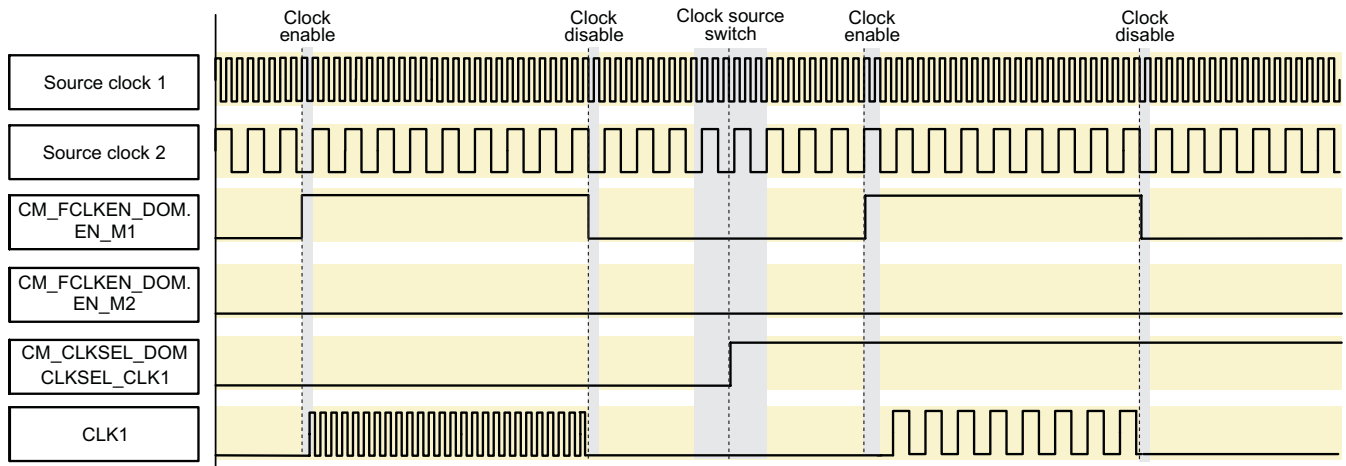 Clock
enable
Clock
disable
Clock source
switch
Clock
enable
Clock
disable
Source clock 1
Source clock 2
CM_FCLKEN_DOM.
EN_M1
CM_FCLKEN_DOM.
EN_M2
CM_CLKSEL_DOM
CLKSEL_CLK1
CLK1